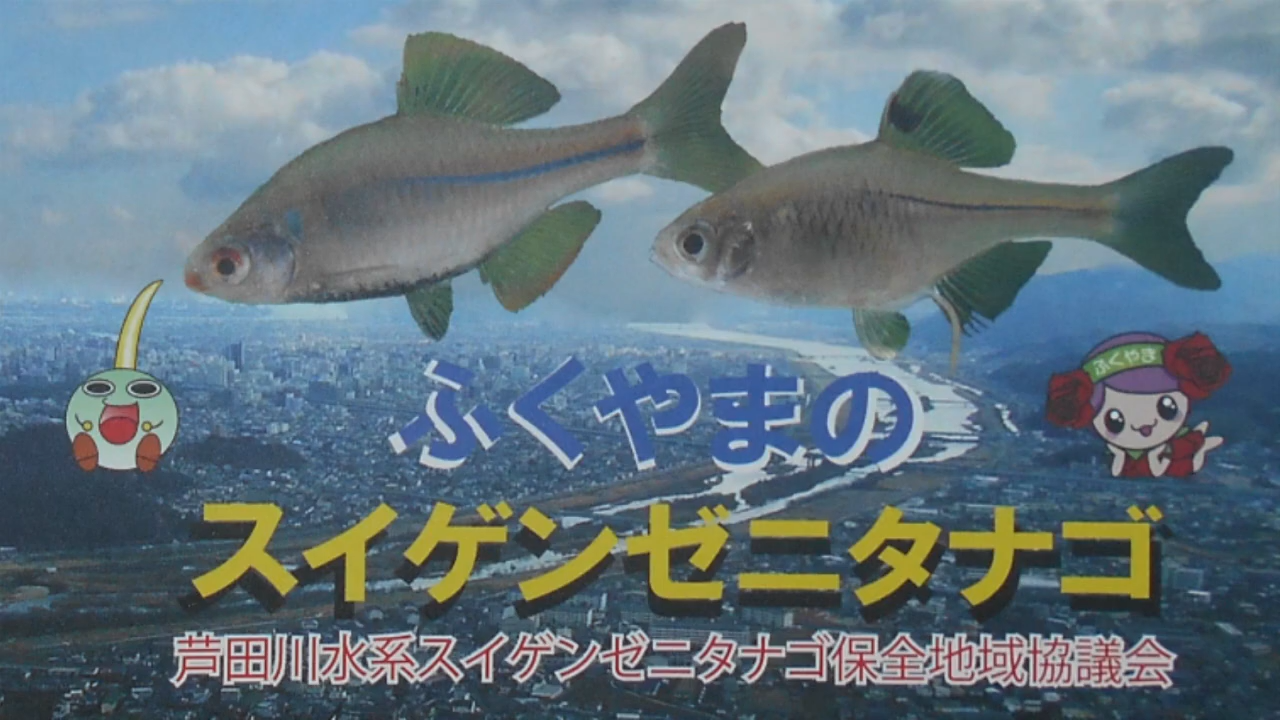 ふくやま
ふくやまの
スイゲンゼニタナゴ
芦田川水系スイゲンゼニタナゴ保全地域協議会